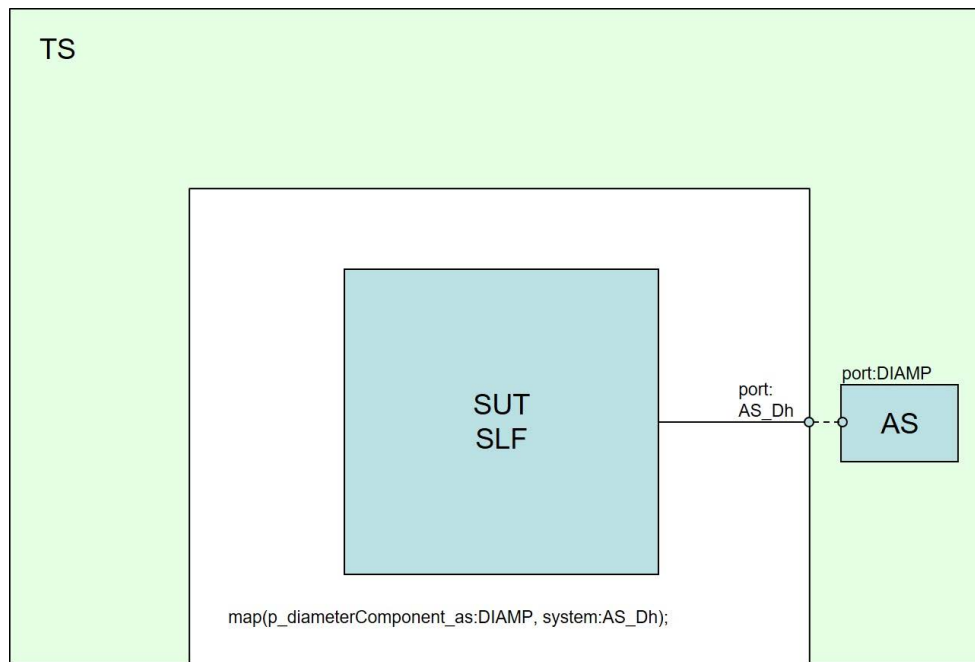 TS
port:DIAMP
port:
AS_Dh
AS
SUT
SLF
map(p_diameterComponent_as:DIAMP, system:AS_Dh);